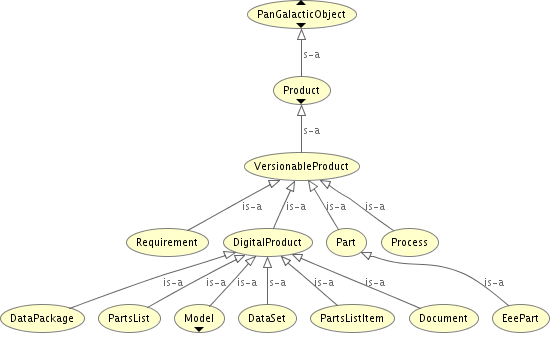 PanGalacticObject
is-a
Product
is-a
VersionableProduct
is-a is-a is-a is-a
Requirement DigitalProduct Part Process
is-a is-a is-a is-a is-a is-a is-a
DataPackage PartsList Model DataSet PartsListItem Document EeePart